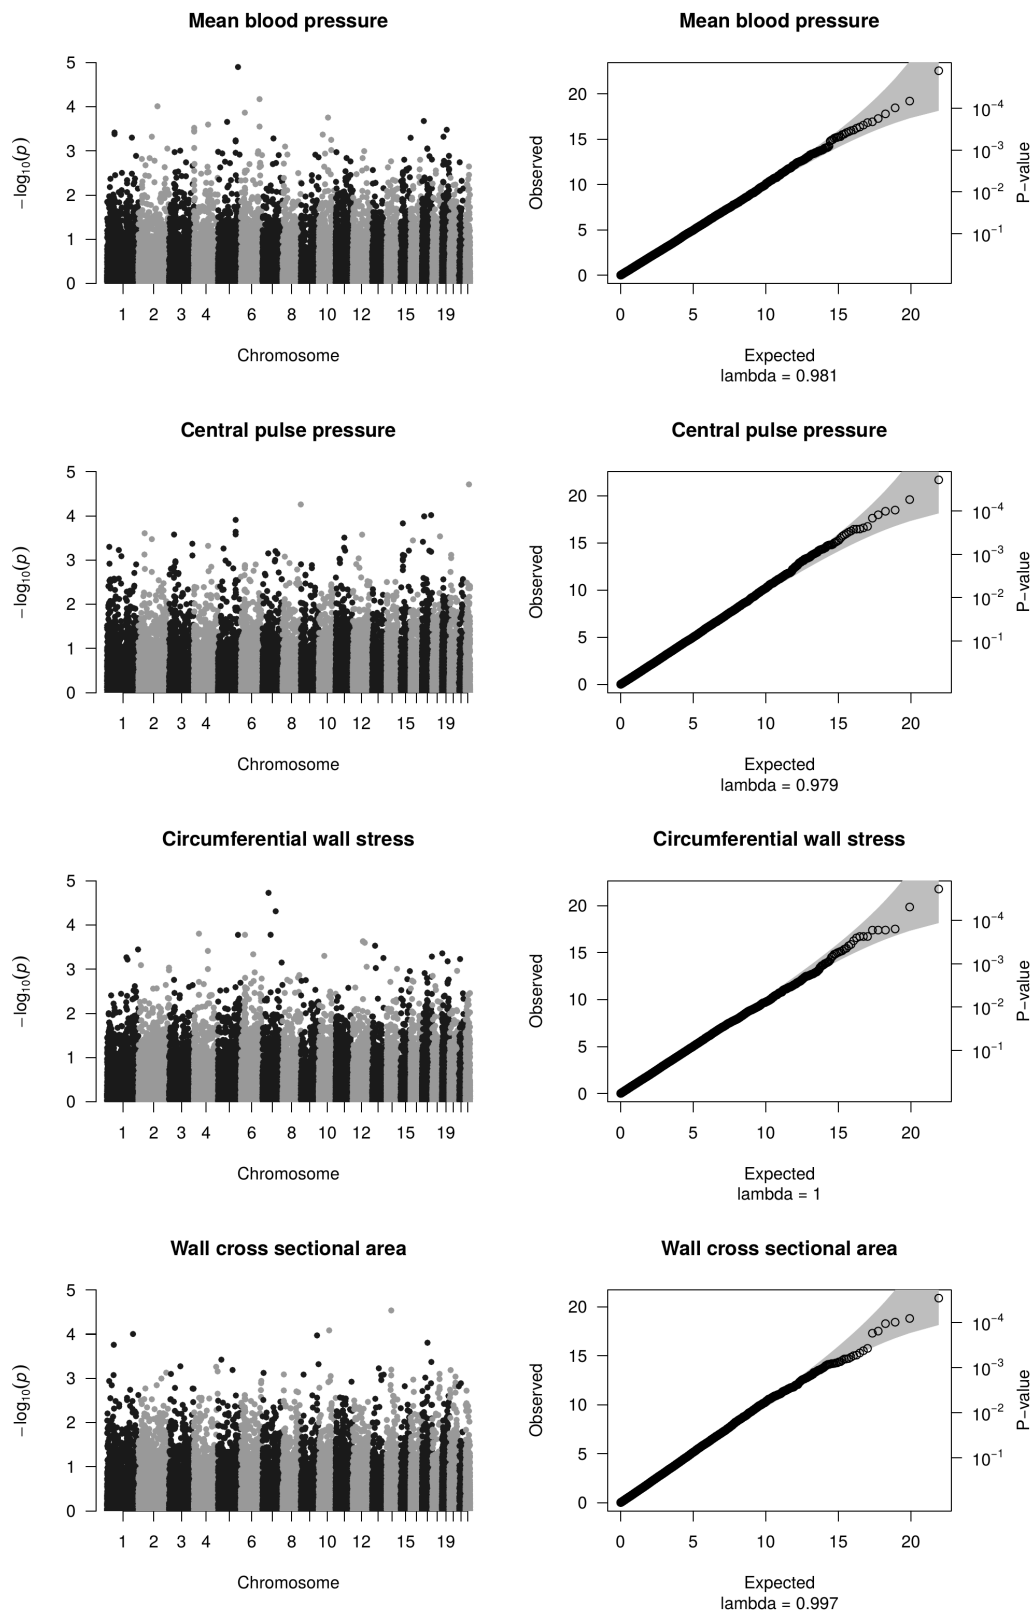 Mean blood pressure
Mean blood pressure
5
4
3
2
1
0
−log10(p)
1 2 3 4 6 8 10 12 15 19
Chromosome
20
15
10
5
0
Observed
10−4
10−3
10−2
10−1
P−value
0 5 10 15 20
Expected
lambda = 0.981
Central pulse pressure
Central pulse pressure
5
4
3
2
1
0
−log10(p)
1 2 3 4 6 8 10 12 15 19
Chromosome
20
15
10
5
0
Observed
10−4
10−3
10−2
10−1
P−value
0 5 10 15 20
Expected
lambda = 0.979
Circumferential wall stress
Circumferential wall stress
5
4
3
2
1
0
−log10(p)
1 2 3 4 6 8 10 12 15 19
Chromosome
20
15
10
5
0
Observed
10−4
10−3
10−2
10−1
P−value
0 5 10 15 20
Expected
lambda = 1
Wall cross sectional area
Wall cross sectional area
5
4
3
2
1
0
−log10(p)
1 2 3 4 6 8 10 12 15 19
Chromosome
20
15
10
5
0
Observed
10−4
10−3
10−2
10−1
P−value
0 5 10 15 20
Expected
lambda = 0.997